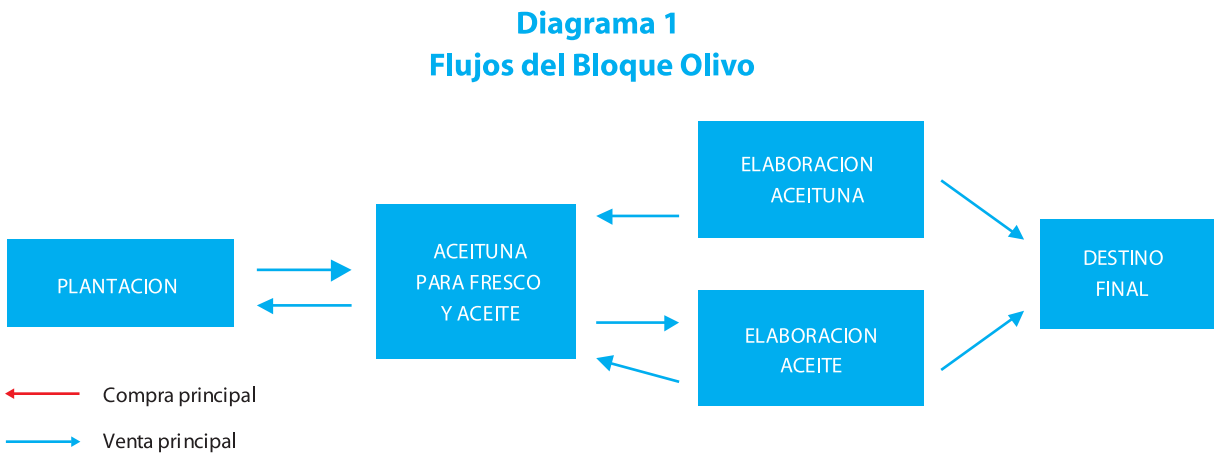 Diagrama 1
Flujos del Bloque Olivo
PLANTACION
ACEITUNA
PARA FRESCO
Y ACEITE
ELABORACION
ACEITUNA
ELABORACION
ACEITE
DESTINO
FINAL
Compra principal
Venta principal